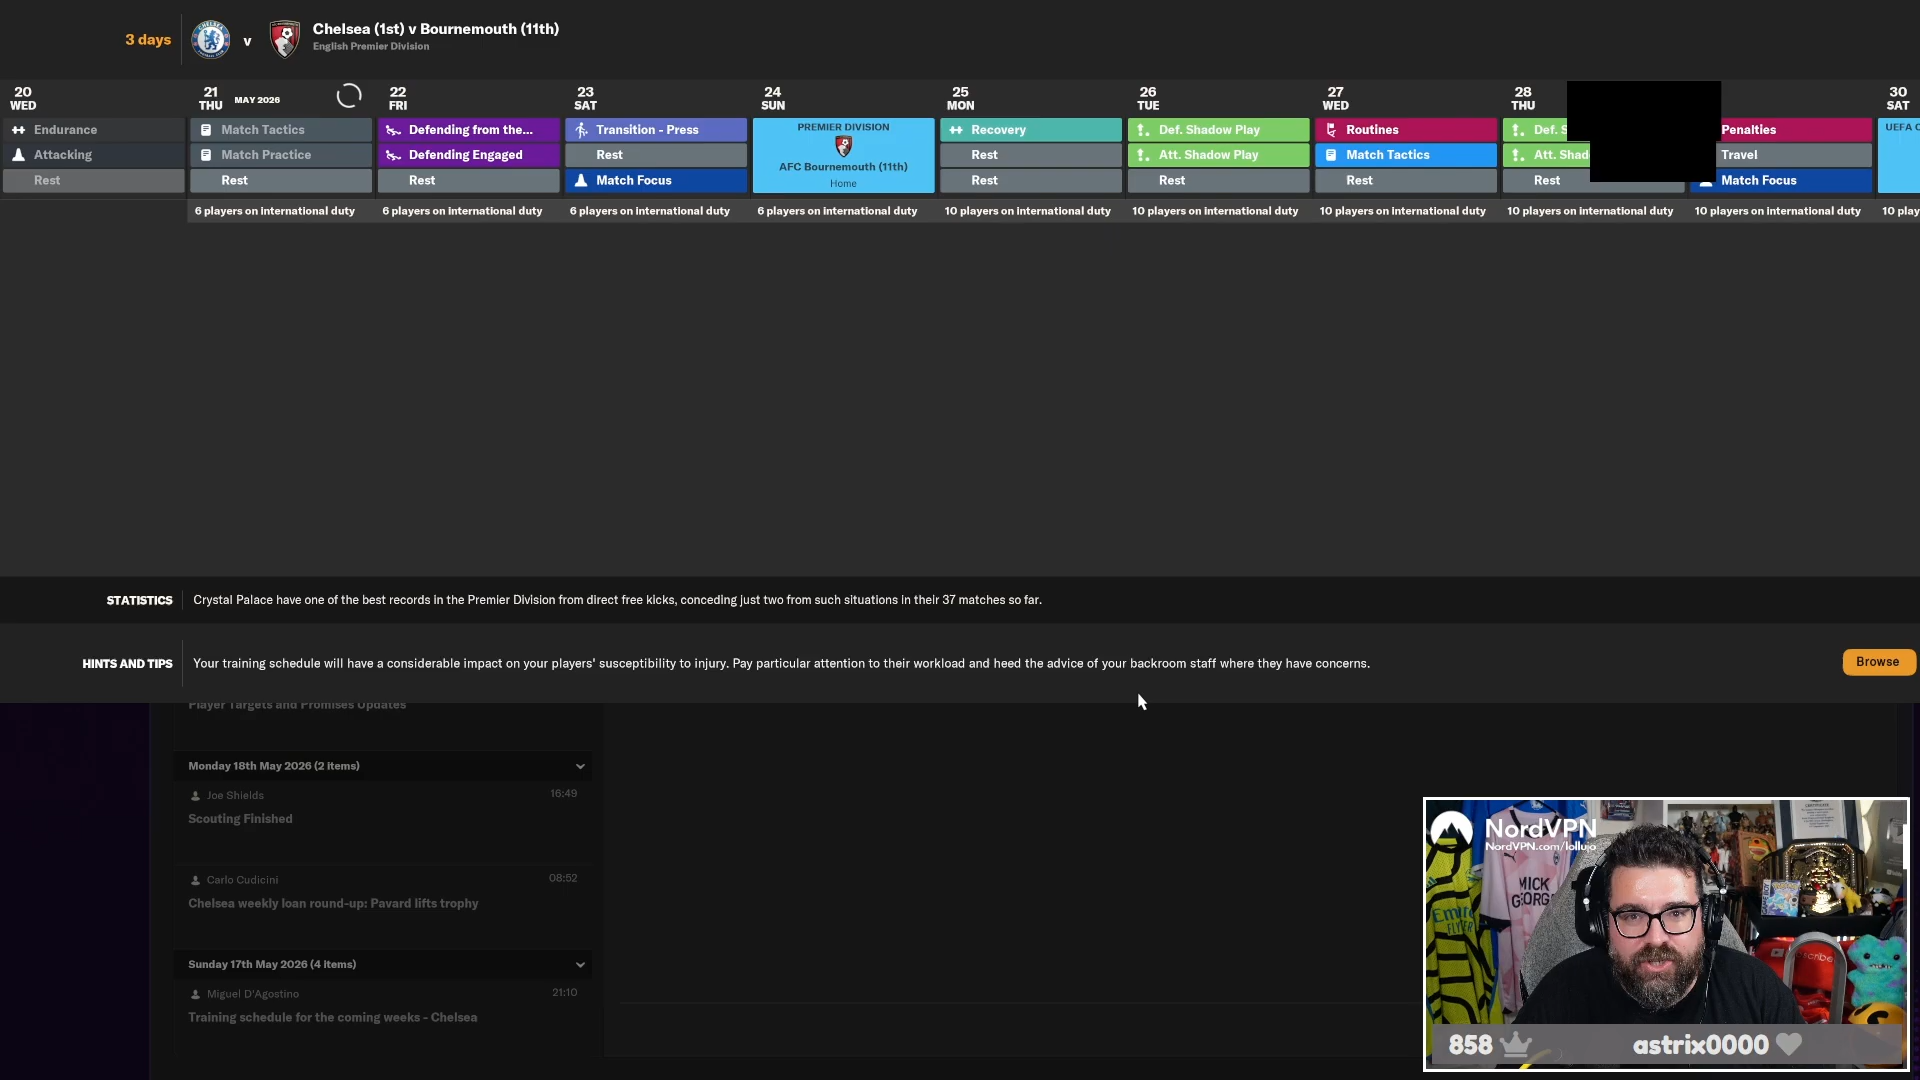 3 days
v
Chelsea (1st) v Bournemouth (11th)
English Premier Division
20
WED
21
THU MAY 2026
22
FRI
23
SAT
24
SUN
25
MON
26
TUE
27
WED
28
THU
30
SAT
Endurance
Attacking
Rest
Match Tactics
Match Practice
Rest
6 players on international duty
Defending from the...
Defending Engaged
Rest
6 players on international duty
Transition - Press
Rest
Match Focus
6 players on international duty
PREMIER DIVISION
AFC Bournemouth (11th)
Home
6 players on international duty
Recovery
Rest
Rest
10 players on international duty
Def. Shadow Play
Att. Shadow Play
Rest
10 players on international duty
Routines
Match Tactics
Rest
10 players on international duty
Def. S
Att. Shad
Rest
10 players on international duty
Penalties
Travel
Match Focus
10 players on international duty
UEFA C
10 play
STATISTICS
Crystal Palace have one of the best records in the Premier Division from direct free kicks, conceding just two from such situations in their 37 matches so far.
HINTS AND TIPS
Your training schedule will have a considerable impact on your players' susceptibility to injury. Pay particular attention to their workload and heed the advice of your backroom staff where they have concerns.
Browse
Player Targets and Promises Updates
Monday 18th May 2026 (2 items)
Joe Shields 16:49
Scouting Finished
Carlo Cudicini 08:52
Chelsea weekly loan round-up: Pavard lifts trophy
Sunday 17th May 2026 (4 items)
Miguel D'Agostino 21:10
Training schedule for the coming weeks - Chelsea
NordVPN
NordVPN.com/lollujo
MICK
GEORG
858
astrix0000